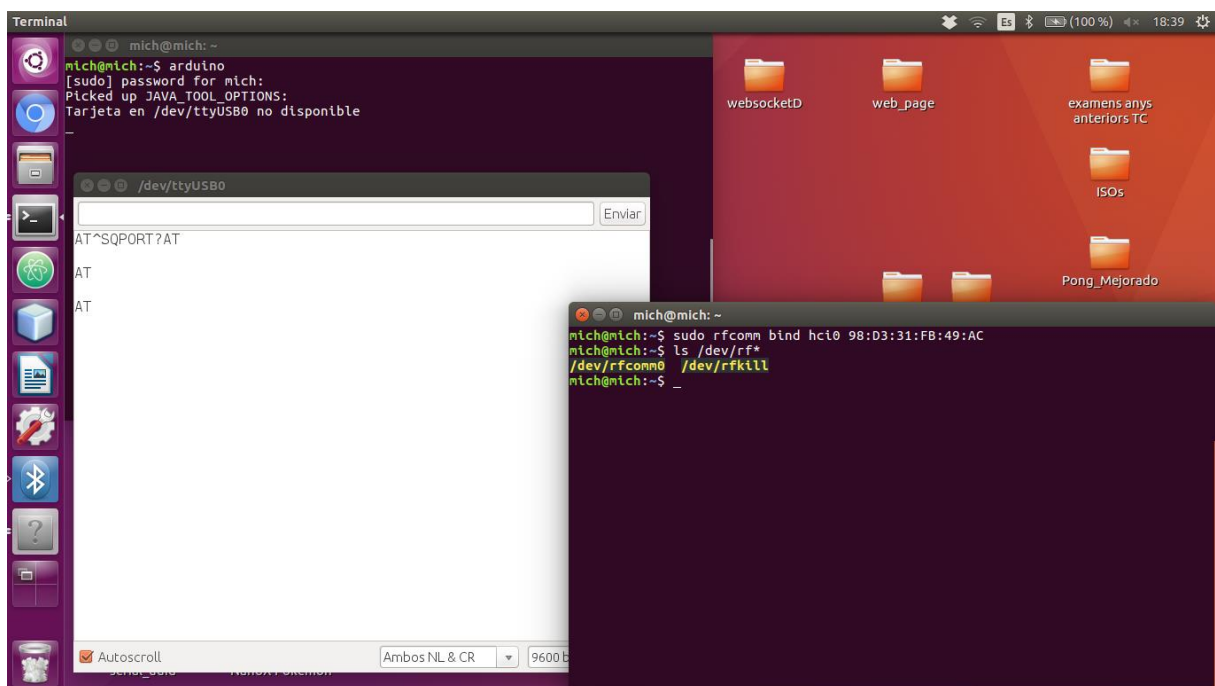 Terminal
Es (100 %) 18:39
mich@mich: ~
mich@mich:~$ arduino
[sudo] password for mich:
Picked up JAVA_TOOL_OPTIONS:
Tarjeta en /dev/ttyUSB0 no disponible
_
websocketD
web_page
examens anys
anteriors TC
ISOs
Pong_Mejorado
/dev/ttyUSB0
Enviar
AT^SQPORT?AT
AT
AT
Autoscroll
Ambos NL & CR
9600 b
mich@mich: ~
mich@mich:~$ sudo rfcomm bind hci0 98:D3:31:FB:49:AC
mich@mich:~$ ls /dev/rf*
/dev/rfcomm0 /dev/rfkill
mich@mich:~$ _